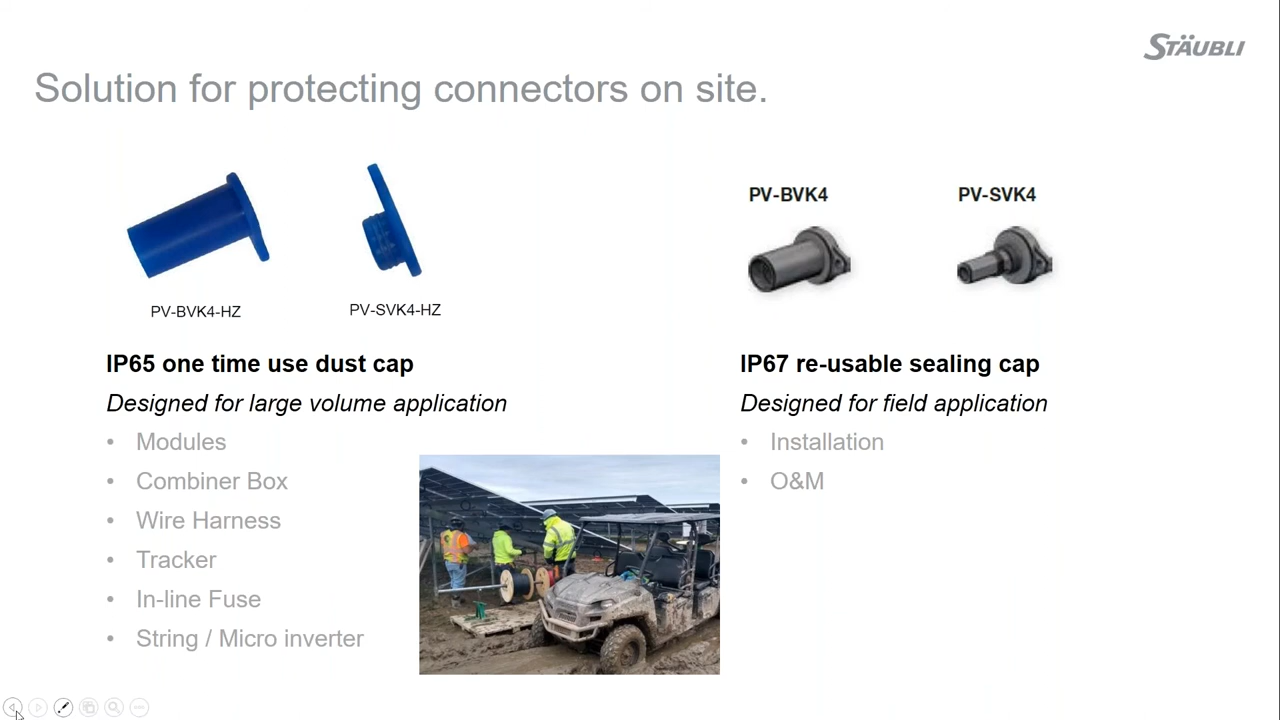 STÄUBLI
Solution for protecting connectors on site.
PV-BVK4-HZ
PV-SVK4-HZ
IP65 one time use dust cap
Designed for large volume application
• Modules
• Combiner Box
• Wire Harness
• Tracker
• In-line Fuse
• String / Micro inverter
PV-BVK4
PV-SVK4
IP67 re-usable sealing cap
Designed for field application
• Installation
• O&M